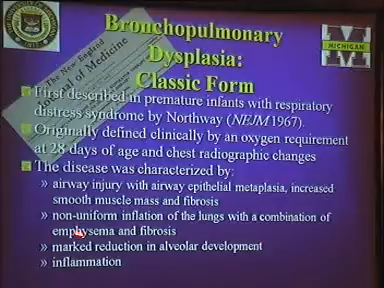 Bronchopulmonary
Dysplasia:
Classic Form
The New England
Journal of Medicine
MICHIGAN
First described in premature infants with respiratory
distress syndrome by Northway (NEJM 1967).
Originally defined clinically by an oxygen requirement
at 28 days of age and chest radiographic changes
The disease was characterized by:
» airway injury with airway epithelial metaplasia, increased
smooth muscle mass and fibrosis
» non-uniform inflation of the lungs with a combination of
emphysema and fibrosis
» marked reduction in alveolar development
» inflammation